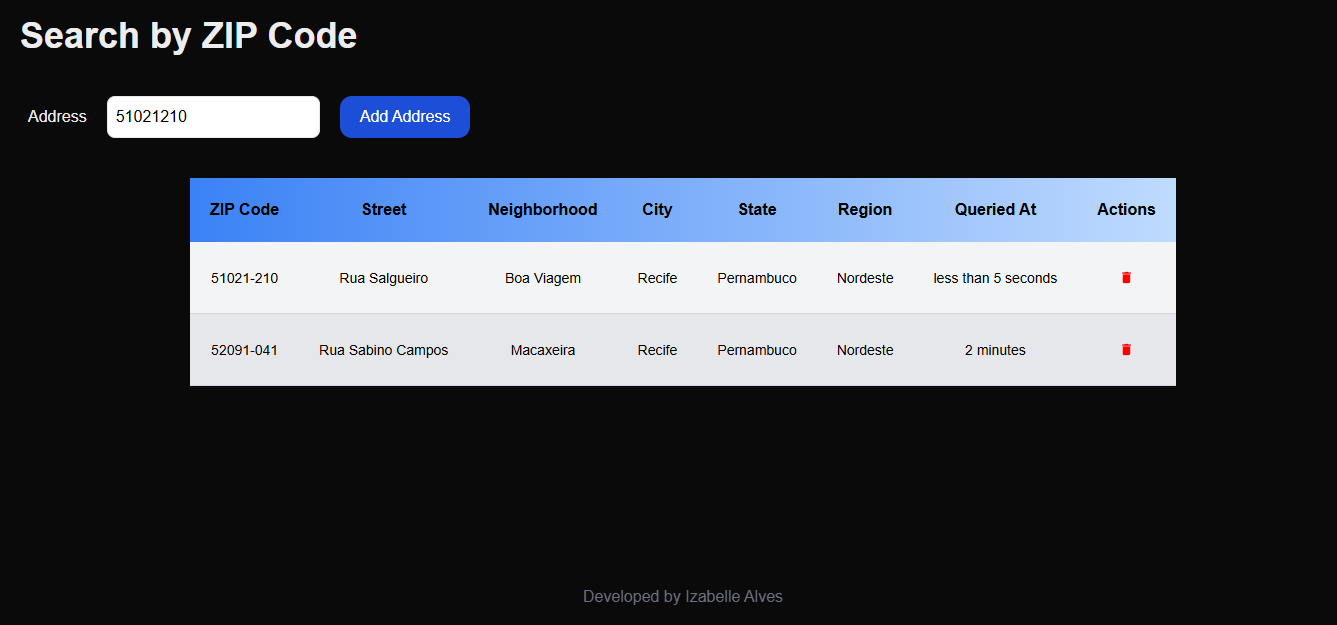 Search by ZIP Code
Address 51021210 Add Address
ZIP Code Street Neighborhood City State Region Queried At Actions
51021-210 Rua Salgueiro Boa Viagem Recife Pernambuco Nordeste less than 5 seconds
52091-041 Rua Sabino Campos Macaxeira Recife Pernambuco Nordeste 2 minutes
Developed by Izabelle Alves